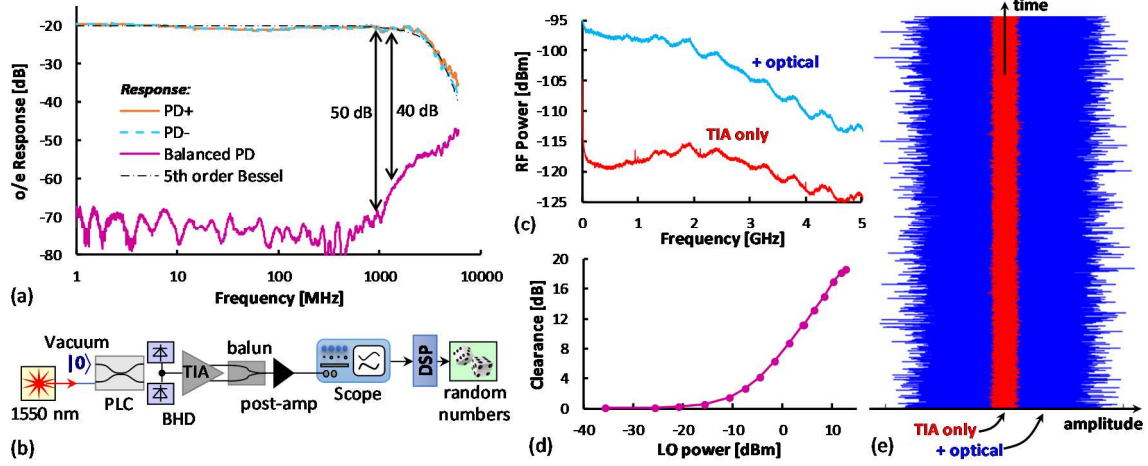 -20
-30
-40
-50
-60
-70
-80
o/e Response [dB]
Response:
PD+
PD-
Balanced PD
5th order Bessel
50 dB
40 dB
1
10
100
1000
10000
Frequency [MHz]
(a)
Vacuum
|0⟩
1550 nm
PLC
BHD
TIA
balun
post-amp
Scope
DSP
random
numbers
(b)
-95
-100
-105
-110
-115
-120
-125
RF Power [dBm]
+ optical
TIA only
0
1
2
3
4
5
Frequency [GHz]
(c)
20
16
12
8
4
0
Clearance [dB]
-40
-30
-20
-10
0
10
LO power [dBm]
(d)
time
amplitude
TIA only
+ optical
(e)